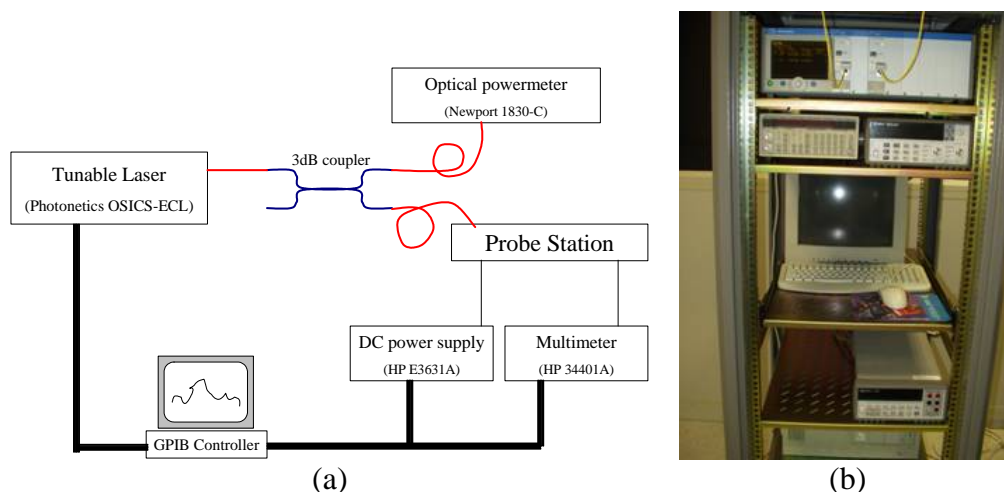 Optical powermeter
(Newport 1830-C)
3dB coupler
Tunable Laser
(Photonetics OSICS-ECL)
Probe Station
DC power supply
(HP E3631A)
Multimeter
(HP 34401A)
GPIB Controller
(a)
(b)